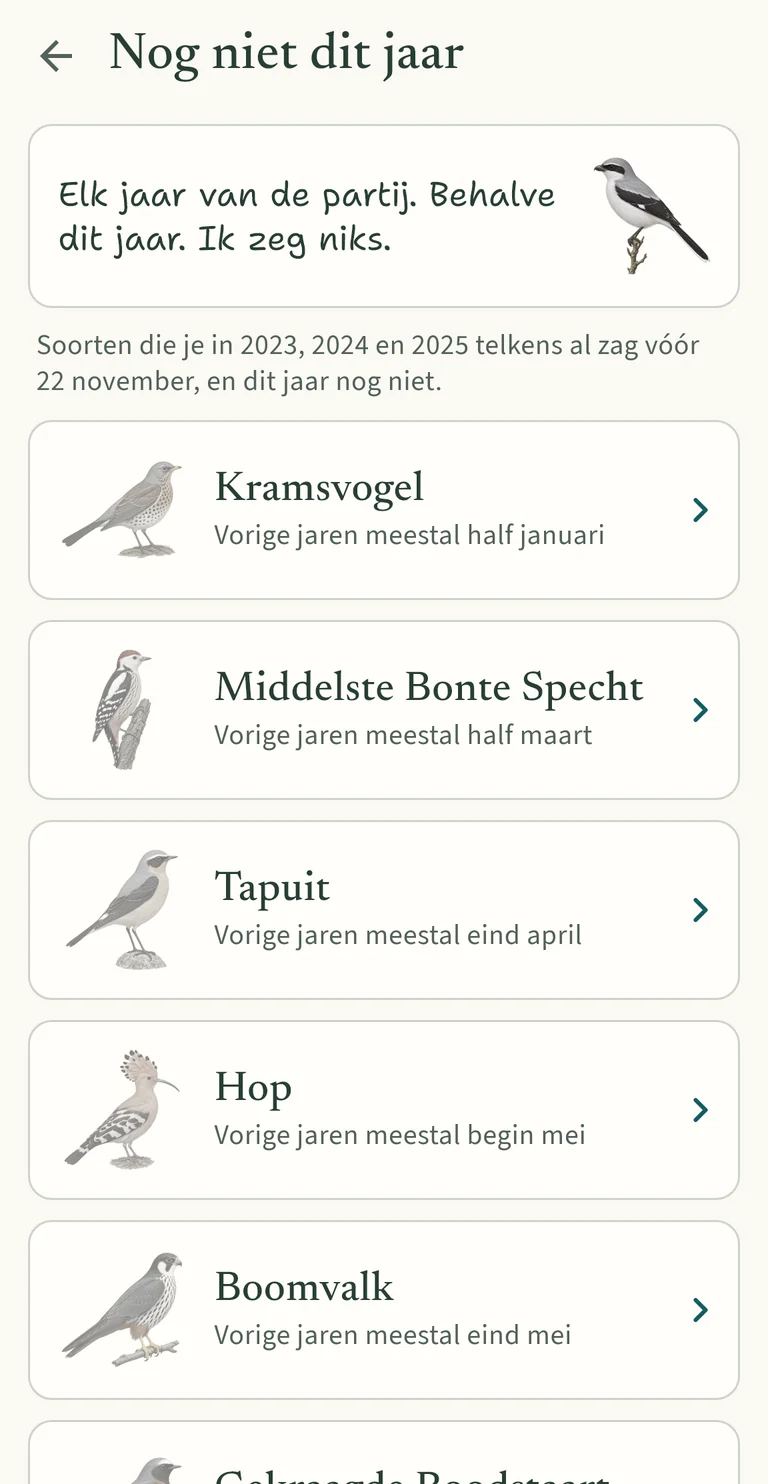 Nog niet dit jaar
Elk jaar van de partij. Behalve
dit jaar. Ik zeg niks.
Soorten die je in 2023, 2024 en 2025 telkens al zag vóór
22 november, en dit jaar nog niet.
Kramsvogel
Vorige jaren meestal half januari
Middelste Bonte Specht
Vorige jaren meestal half maart
Tapuit
Vorige jaren meestal eind april
Hop
Vorige jaren meestal begin mei
Boomvalk
Vorige jaren meestal eind mei
Gekraagde Roodstaart